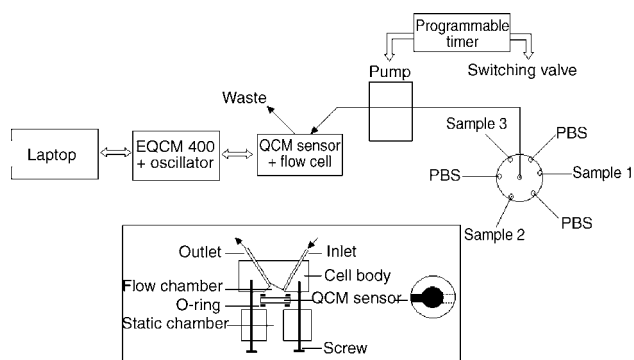 Programmable
timer
Pump
Switching valve
Waste
Laptop
EQCM 400
+ oscillator
QCM sensor
+ flow cell
Sample 3
PBS
PBS
Sample 1
PBS
Sample 2
Outlet
Inlet
Cell body
Flow chamber
O-ring
QCM sensor
Static chamber
Screw